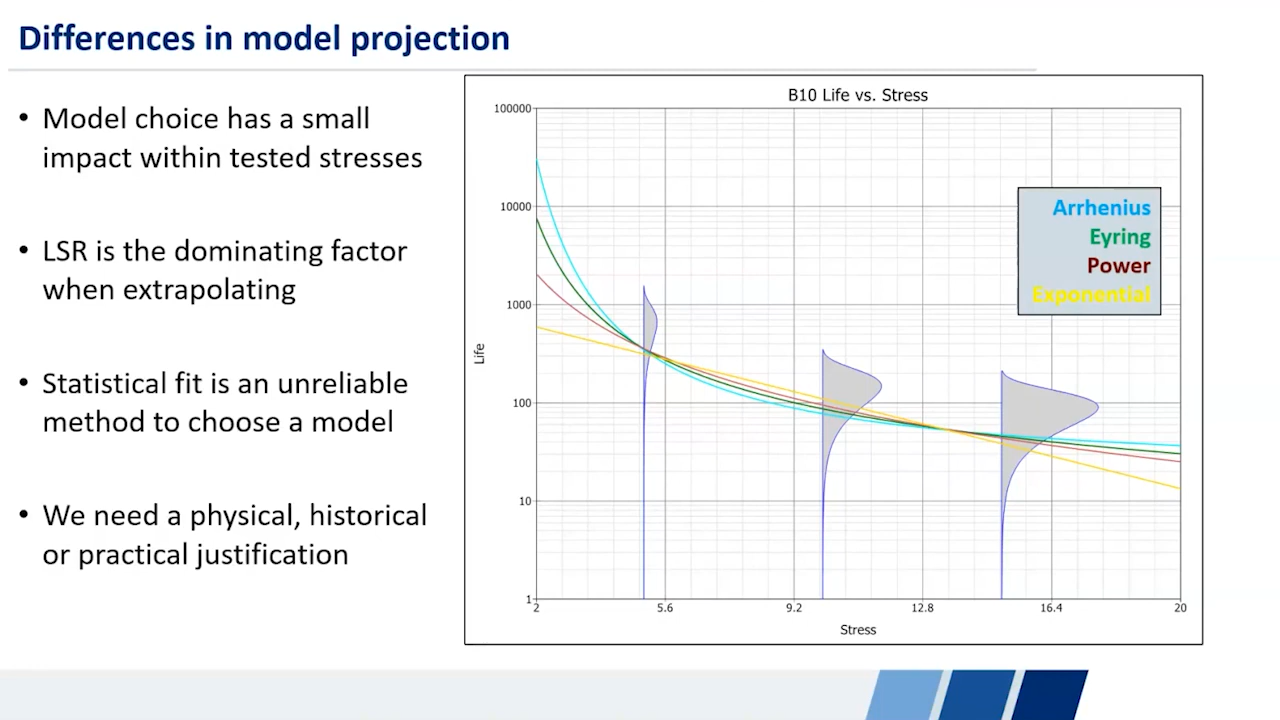 Differences in model projection
• Model choice has a small
impact within tested stresses
• LSR is the dominating factor
when extrapolating
• Statistical fit is an unreliable
method to choose a model
• We need a physical, historical
or practical justification
B10 Life vs. Stress
100000
10000
1000
100
10
1
Life
2 5.6 9.2 12.8 16.4 20
Stress
Arrhenius
Eyring
Power
Exponential